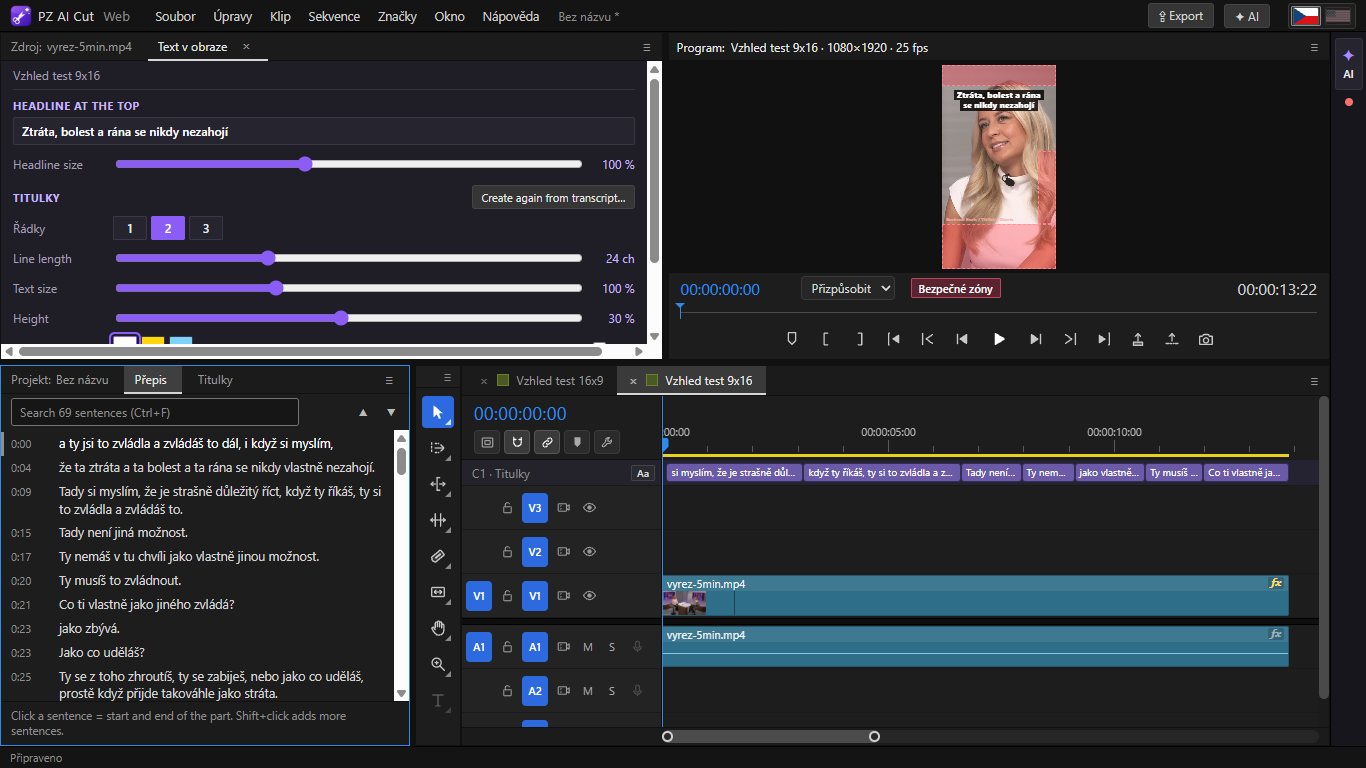 PZ AI Cut Web Soubor Úpravy Klip Sekvence Značky Okno Nápověda Bez názvu * Export AI
Zdroj: vyrez-5min.mp4 Text v obraze ×
Vzhled test 9x16
HEADLINE AT THE TOP
Ztráta, bolest a rána se nikdy nezahojí
Headline size 100 %
TITULKY Create again from transcript...
Řádky 1 2 3
Line length 24 ch
Text size 100 %
Height 30 %
Program: Vzhled test 9x16 · 1080×1920 · 25 fps
Ztráta, bolest a rána
se nikdy nezahojí
00:00:00:00 Přizpůsobit Bezpečné zóny 00:00:13:22
AI
Projekt: Bez názvu Přepis Titulky
Search 69 sentences (Ctrl+F)
0:00 a ty jsi to zvládla a zvládáš to dál, i když si myslím,
0:04 že ta ztráta a ta bolest a ta rána se nikdy vlastně nezahojí.
0:09 Tady si myslím, že je strašně důležitý říct, když ty říkáš, ty si
to zvládla a zvládáš to.
0:15 Tady není jiná možnost.
0:17 Ty nemáš v tu chvíli jako vlastně jinou možnost.
0:20 Ty musíš to zvládnout.
0:21 Co ti vlastně jako jiného zvládá?
0:23 jako zbývá.
0:23 Jako co uděláš?
0:25 Ty se z toho zhroutíš, ty se zabiješ, nebo jako co uděláš,
prostě když přijde takováhle jako stráta.
Click a sentence = start and end of the part. Shift+click adds more
sentences.
× Vzhled test 16x9 × Vzhled test 9x16
00:00:00:00
:00:00 00:00:05:00 00:00:10:00
C1 · Titulky Aa si myslím, že je strašně důl... když ty říkáš, ty si to zvládla a z... Tady není... Ty nem... jako vlastně... Ty musíš ... Co ti vlastně ja...
V3
V2
V1 V1 vyrez-5min.mp4 fx
A1 A1 M S vyrez-5min.mp4 fx
A2 M S
Připraveno